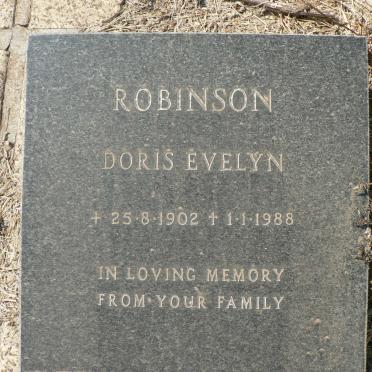 ROBINSON
DORIS EVELYN
+ 25·8·1902 + 1·1·1988
IN LOVING MEMORY
FROM YOUR FAMILY